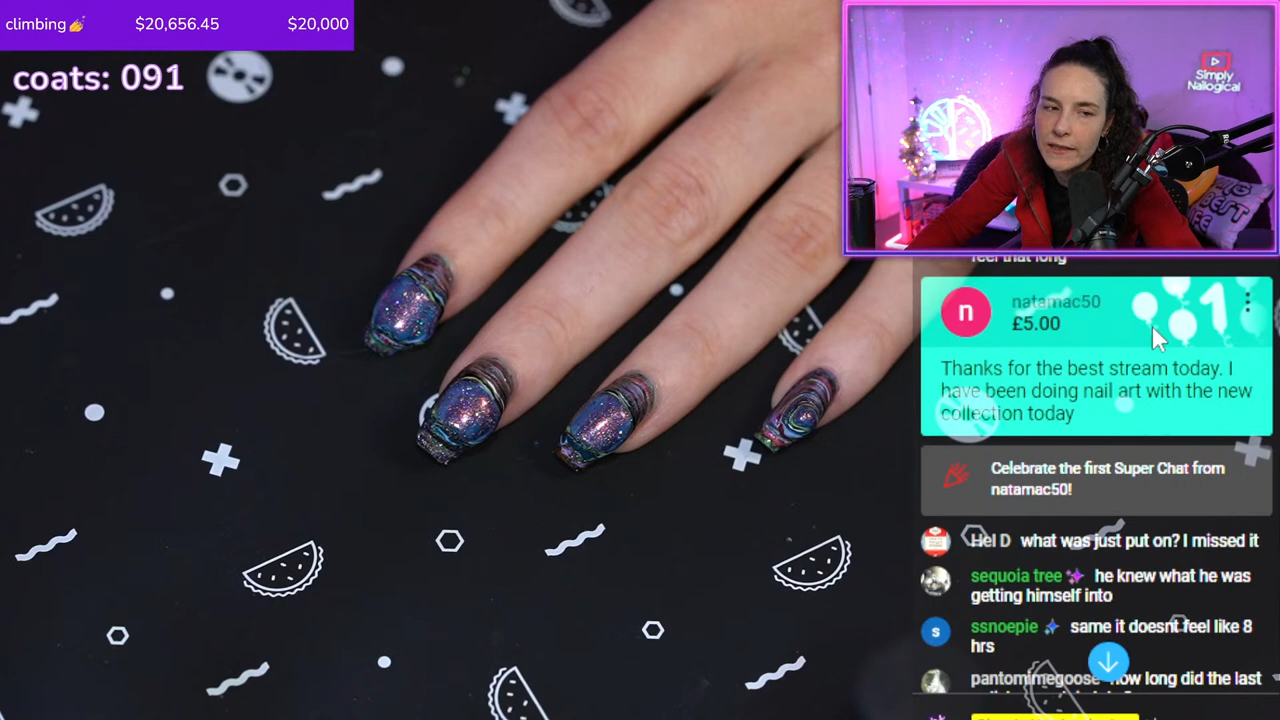 climbing💅 $20,656.45 $20,000
coats: 091
Simply
Nailogical
feel that long
natamac50
£5.00
Thanks for the best stream today. I
have been doing nail art with the new
collection today
Celebrate the first Super Chat from
natamac50!
Hel D what was just put on? I missed it
sequoia tree he knew what he was
getting himself into
ssnoepie same it doesnt feel like 8
hrs
pantomimegoose how long did the last